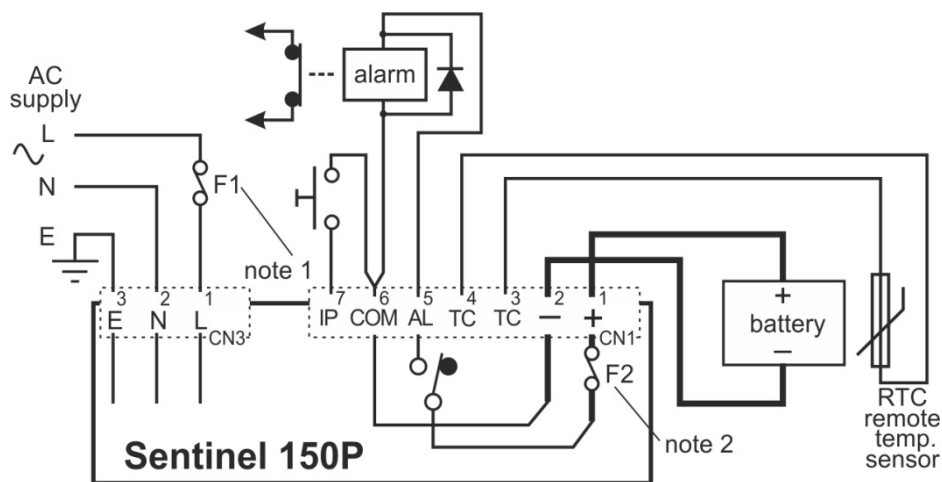 alarm
AC
supply
L
N
E
F1
note 1
3 2 1
E N L
CN3
7 6 5 4 3 2 1
IP COM AL TC TC − +
CN1
F2
note 2
+
battery
−
RTC
remote
temp.
sensor
Sentinel 150P